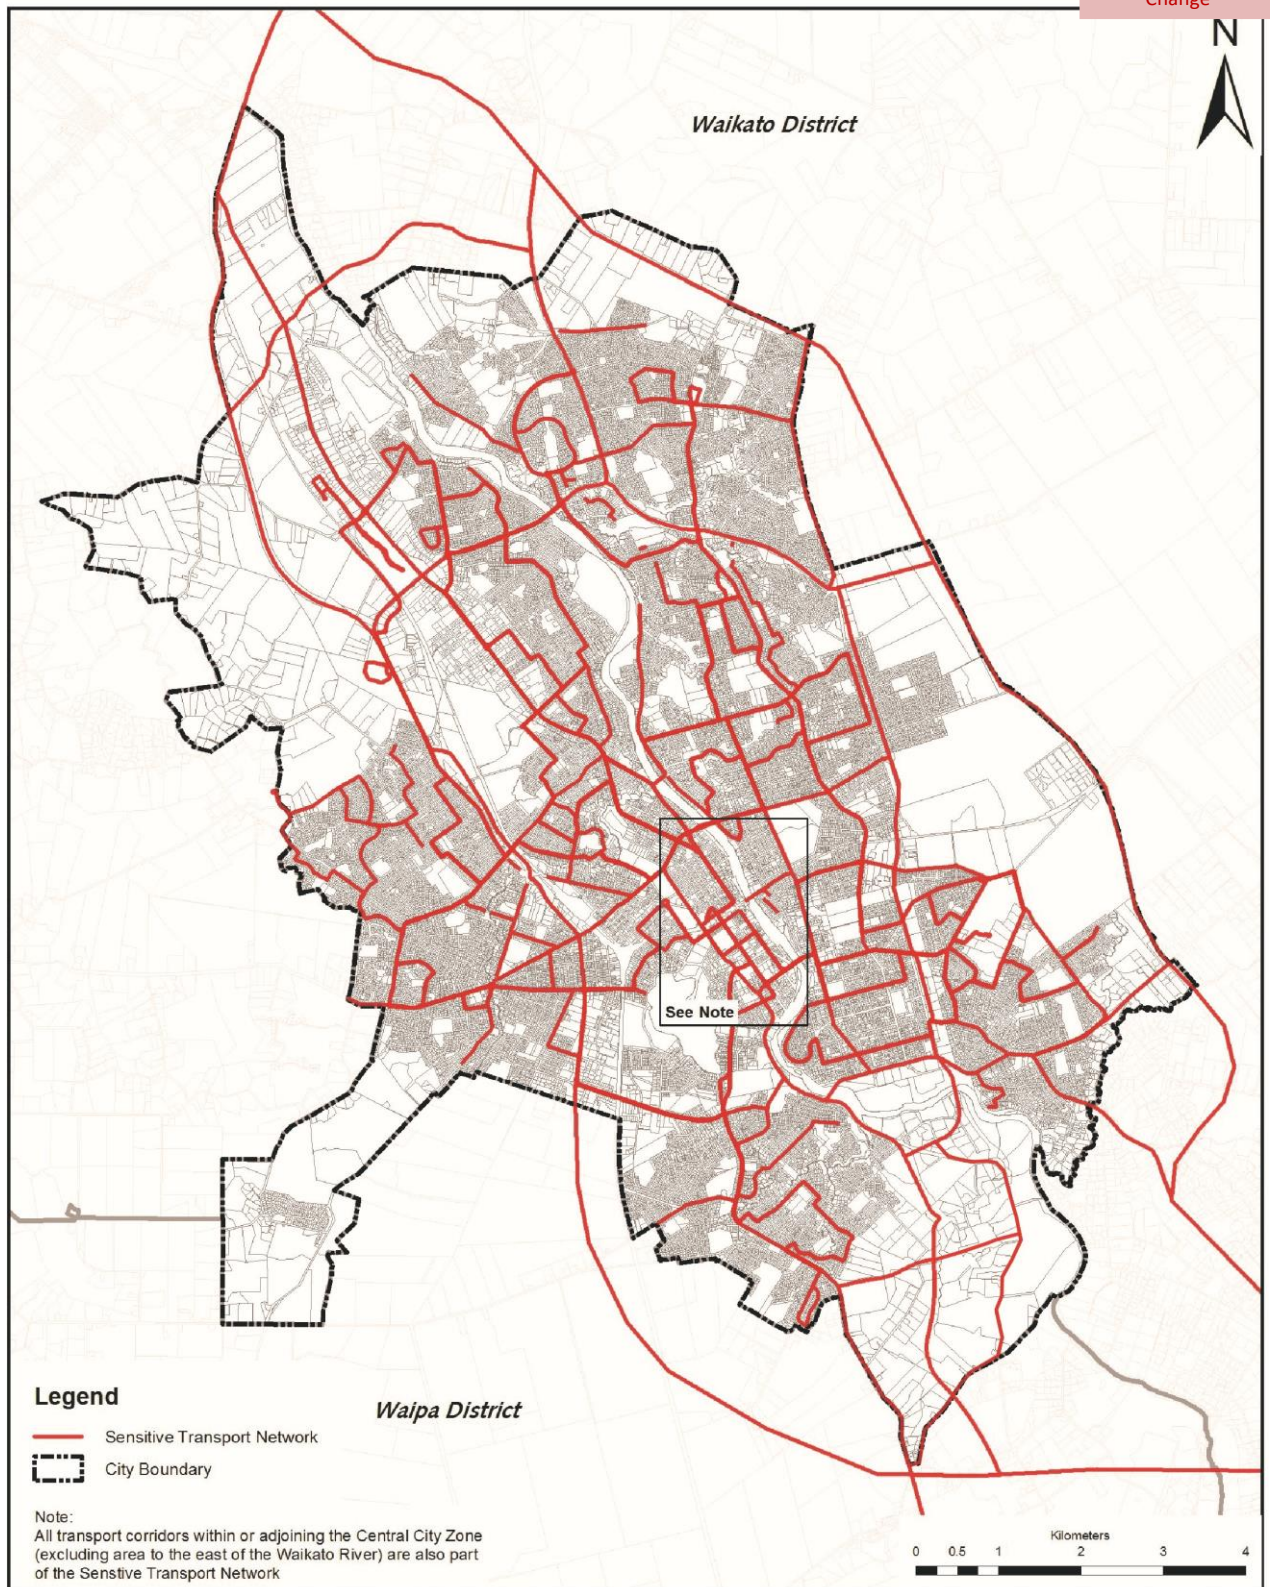 Change
N
Waikato District
See Note
Legend
Waipa District
Sensitive Transport Network
City Boundary
Note:
All transport corridors within or adjoining the Central City Zone
(excluding area to the east of the Waikato River) are also part
of the Senstive Transport Network
Kilometers
0 0.5 1 2 3 4